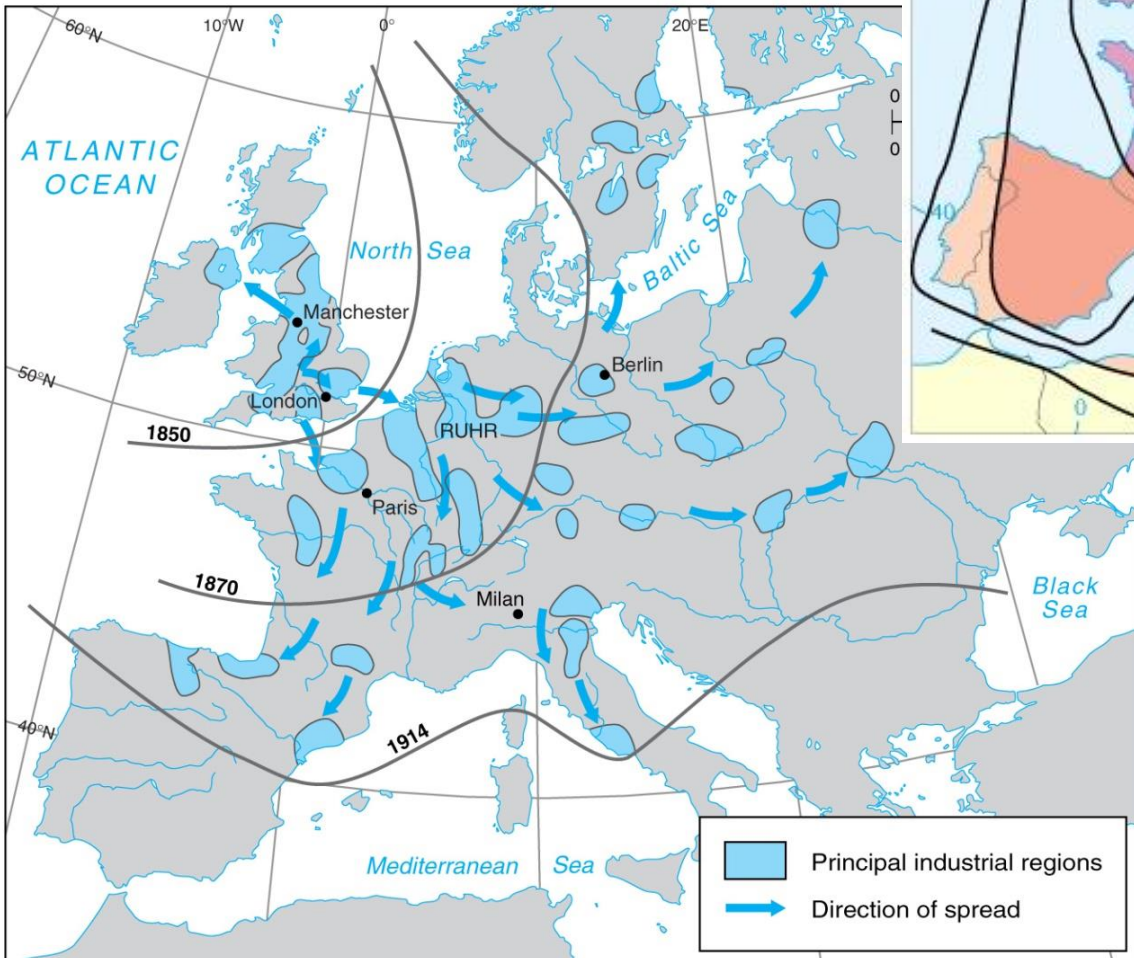 60°N
10°W
0°
20°E
0
0
ATLANTIC
OCEAN
North Sea
Baltic Sea
40
Manchester
50°N
Berlin
London
0
RUHR
1850
Paris
1870
Milan
Black
Sea
40°N
1914
Mediterranean Sea
Principal industrial regions
Direction of spread